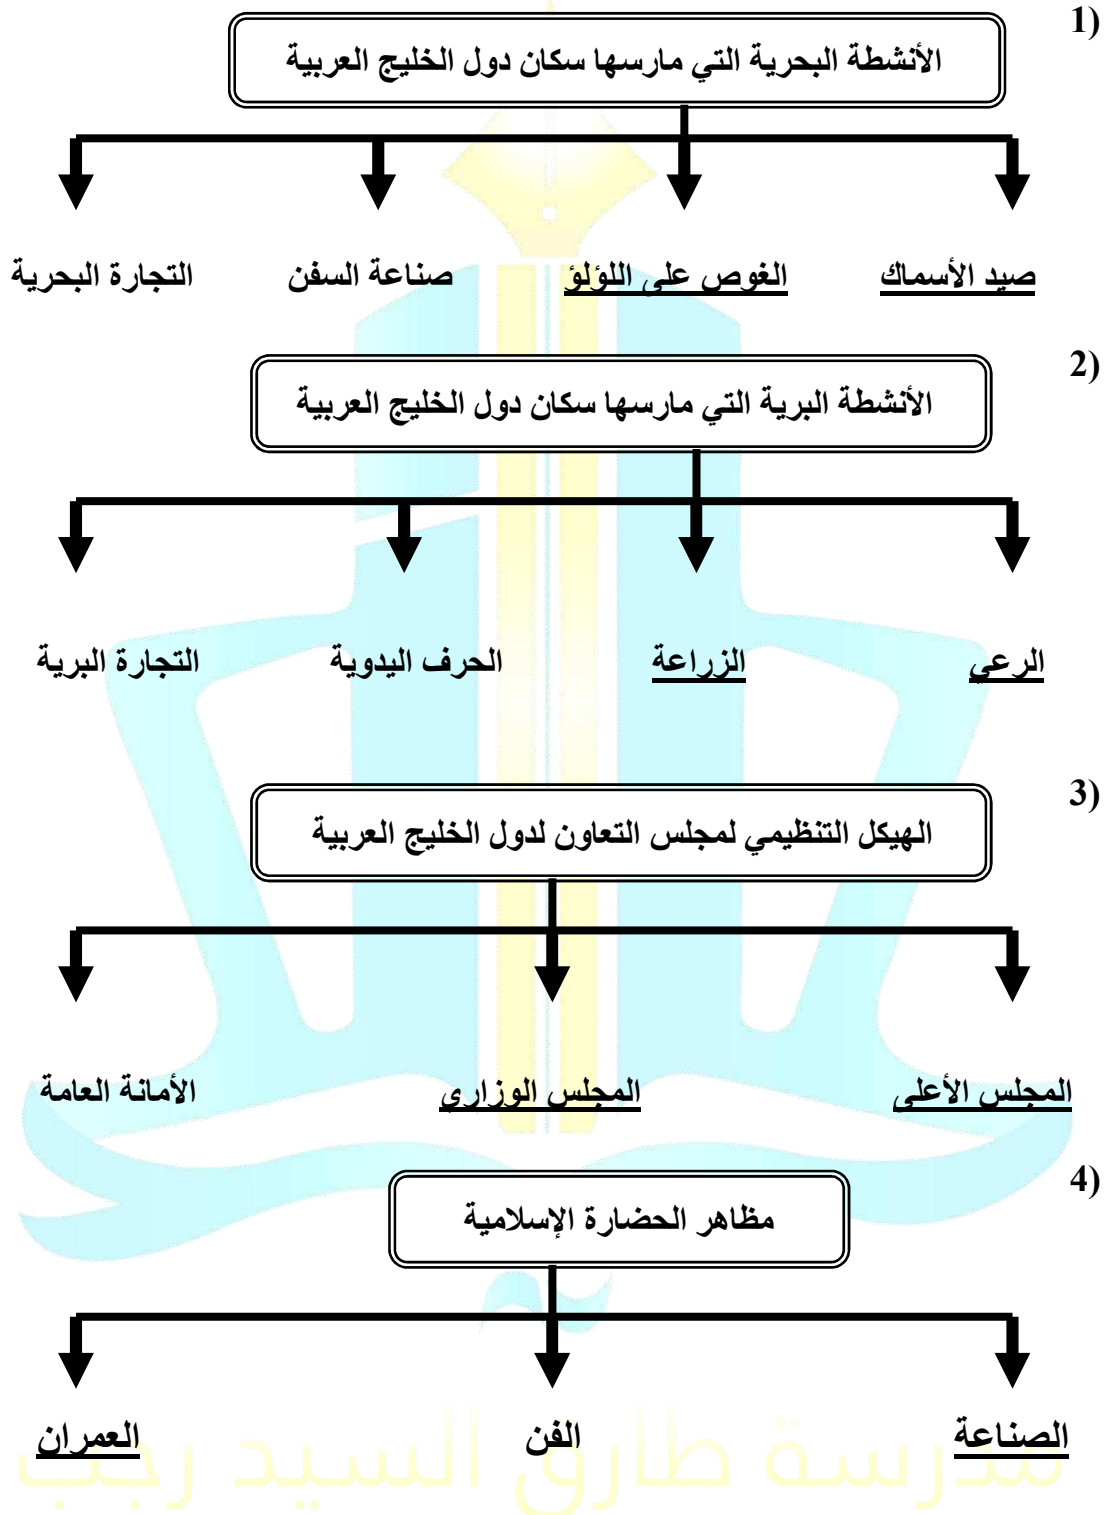 1)
الأنشطة البحرية التي مارسها سكان دول الخليج العربية
صيد الأسماك الغوص على اللؤلؤ صناعة السفن التجارة البحرية
2)
الأنشطة البرية التي مارسها سكان دول الخليج العربية
الرعي الزراعة الحرف اليدوية التجارة البرية
3)
الهيكل التنظيمي لمجلس التعاون لدول الخليج العربية
المجلس الأعلى المجلس الوزاري الأمانة العامة
4)
مظاهر الحضارة الإسلامية
الصناعة الفن العمران
مدرسة طارق السيد رجب